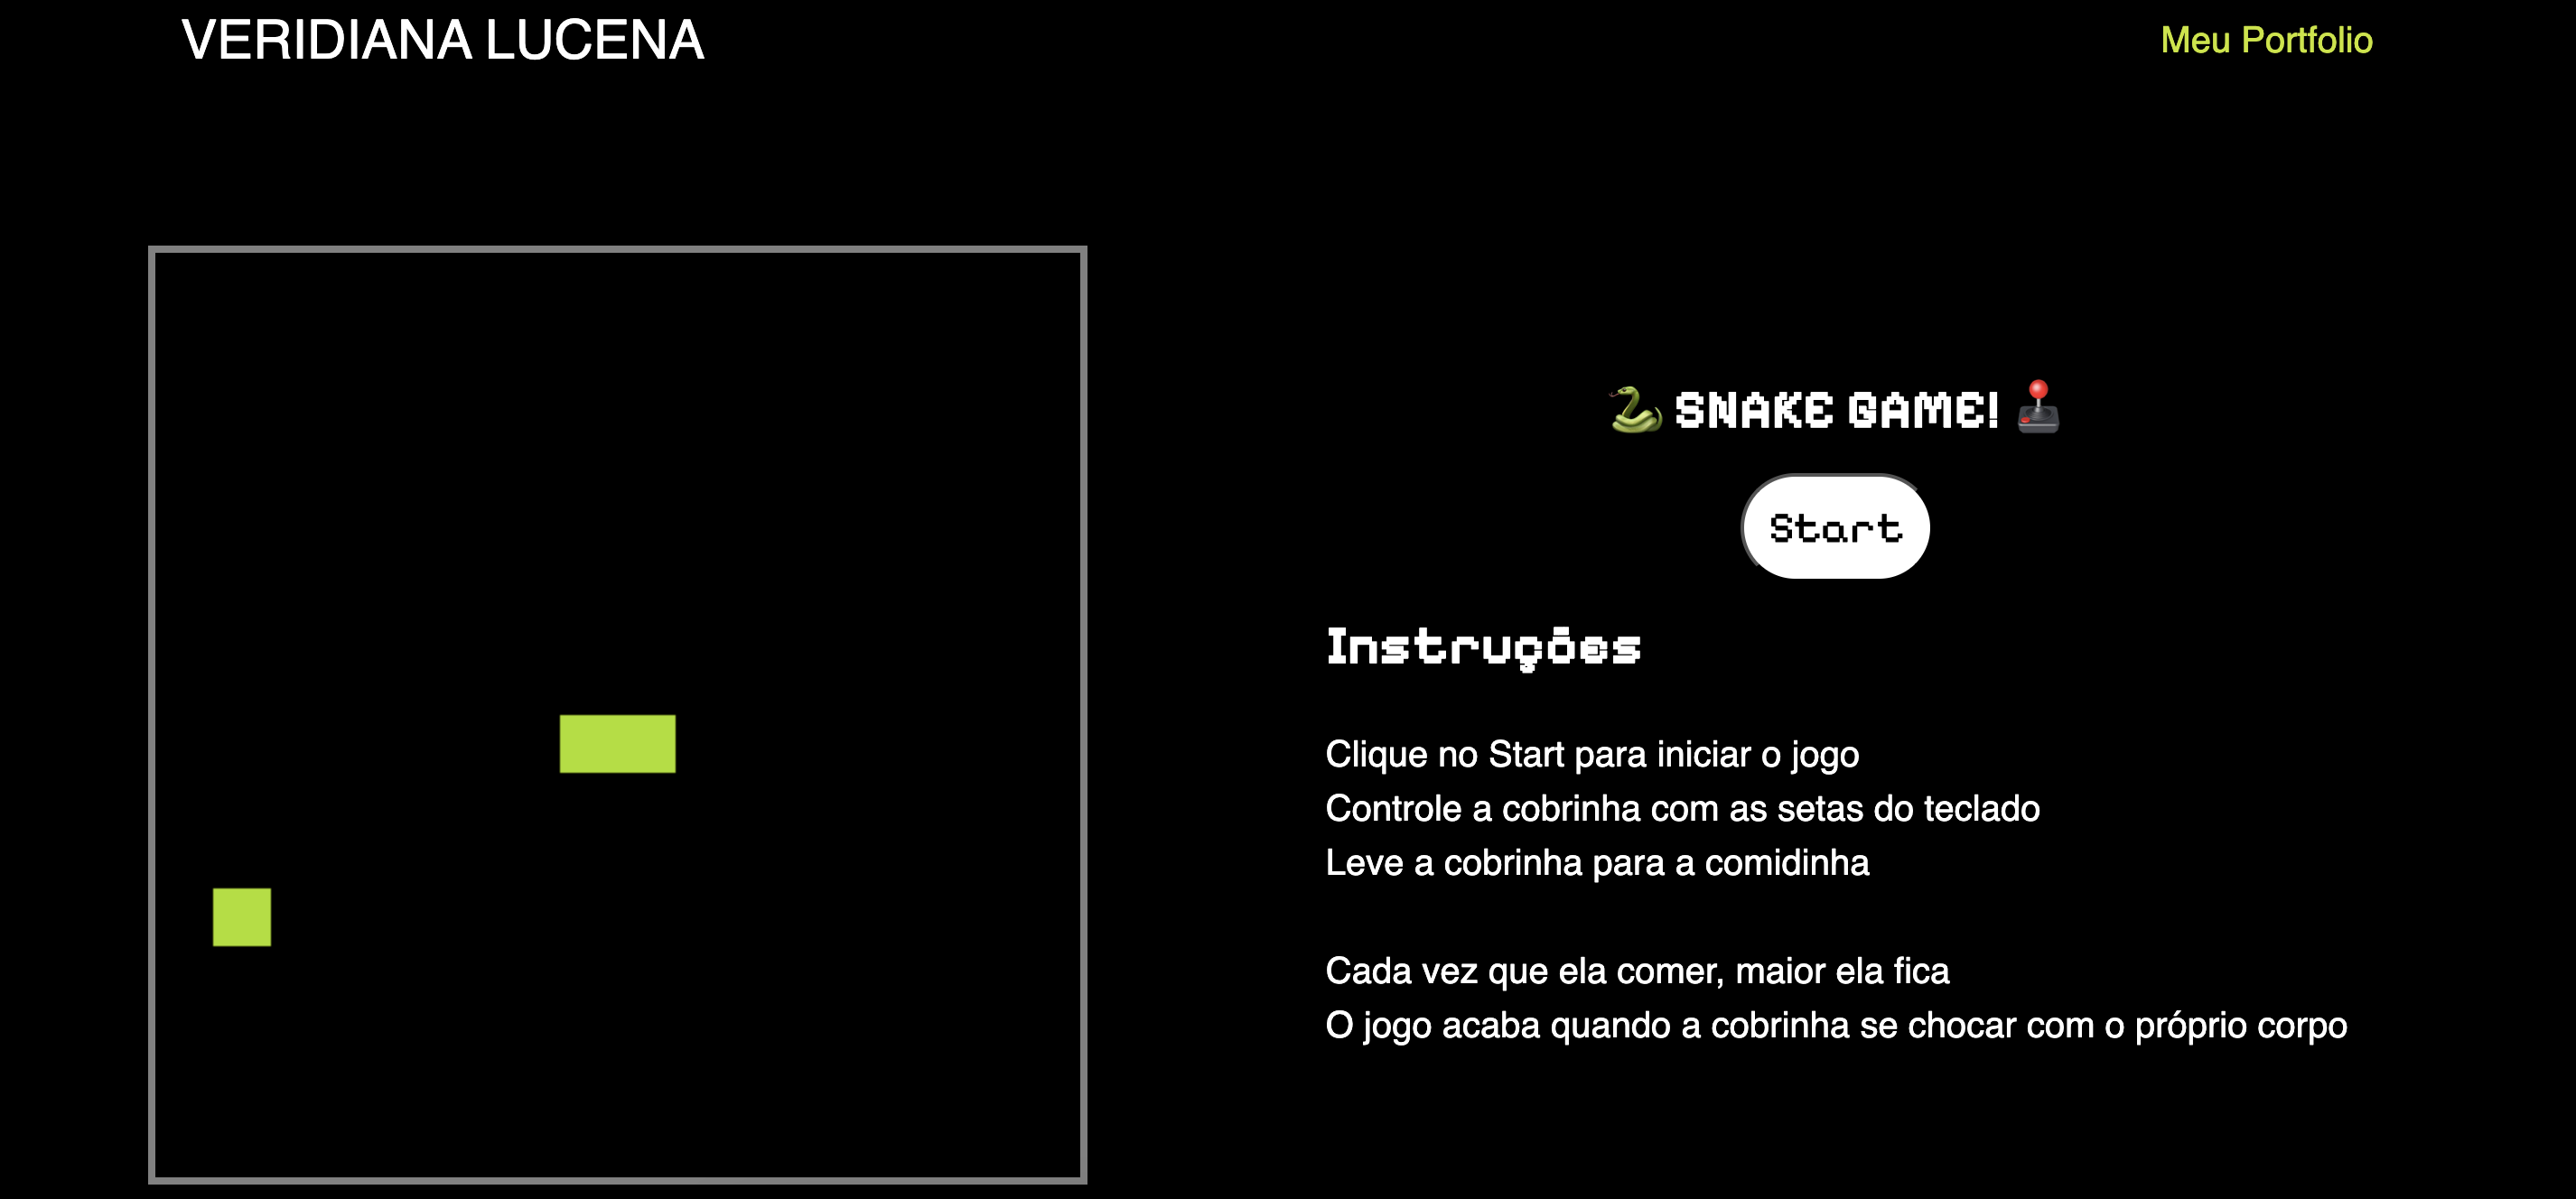 VERIDIANA LUCENA
Meu Portfolio
🐍 SNAKE GAME! 🕹️
Start
Instruções
Clique no Start para iniciar o jogo
Controle a cobrinha com as setas do teclado
Leve a cobrinha para a comidinha
Cada vez que ela comer, maior ela fica
O jogo acaba quando a cobrinha se chocar com o próprio corpo